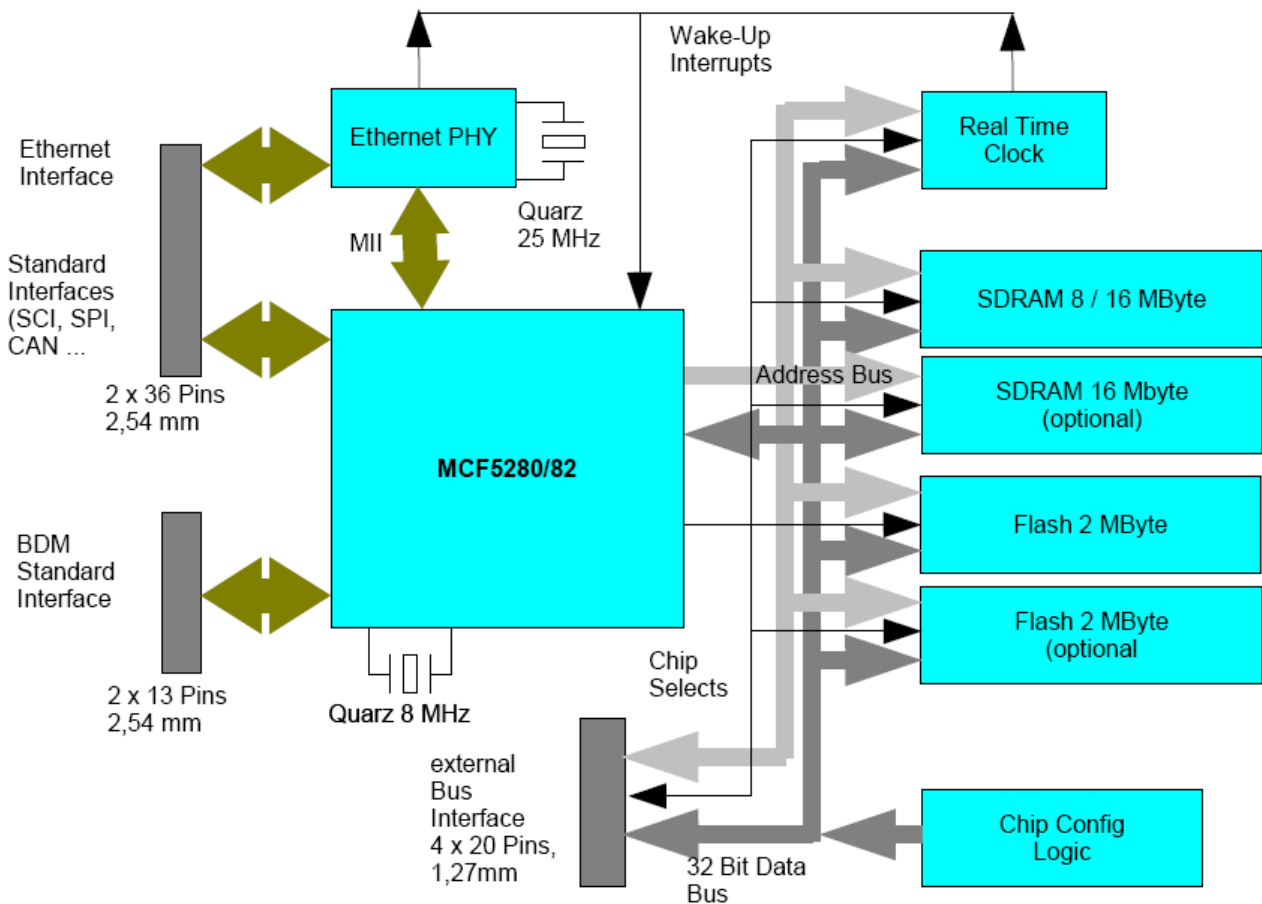 Wake-Up
Interrupts
Ethernet PHY
Real Time
Clock
Ethernet
Interface
Quarz
25 MHz
MII
Standard
Interfaces
(SCI, SPI,
CAN ...
SDRAM 8 / 16 MByte
Address Bus
SDRAM 16 Mbyte
(optional)
2 x 36 Pins
2,54 mm
MCF5280/82
Flash 2 MByte
BDM
Standard
Interface
Flash 2 MByte
(optional
Chip
Selects
2 x 13 Pins
2,54 mm
Quarz 8 MHz
external
Bus
Interface
4 x 20 Pins,
1,27mm
Chip Config
Logic
32 Bit Data
Bus